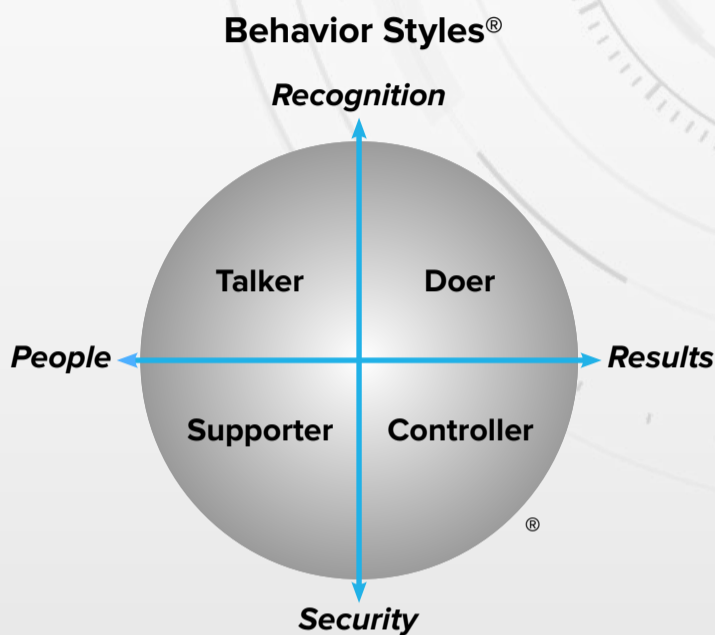 Behavior Styles®
Recognition
Talker
Doer
People
Results
Supporter
Controller
®
Security